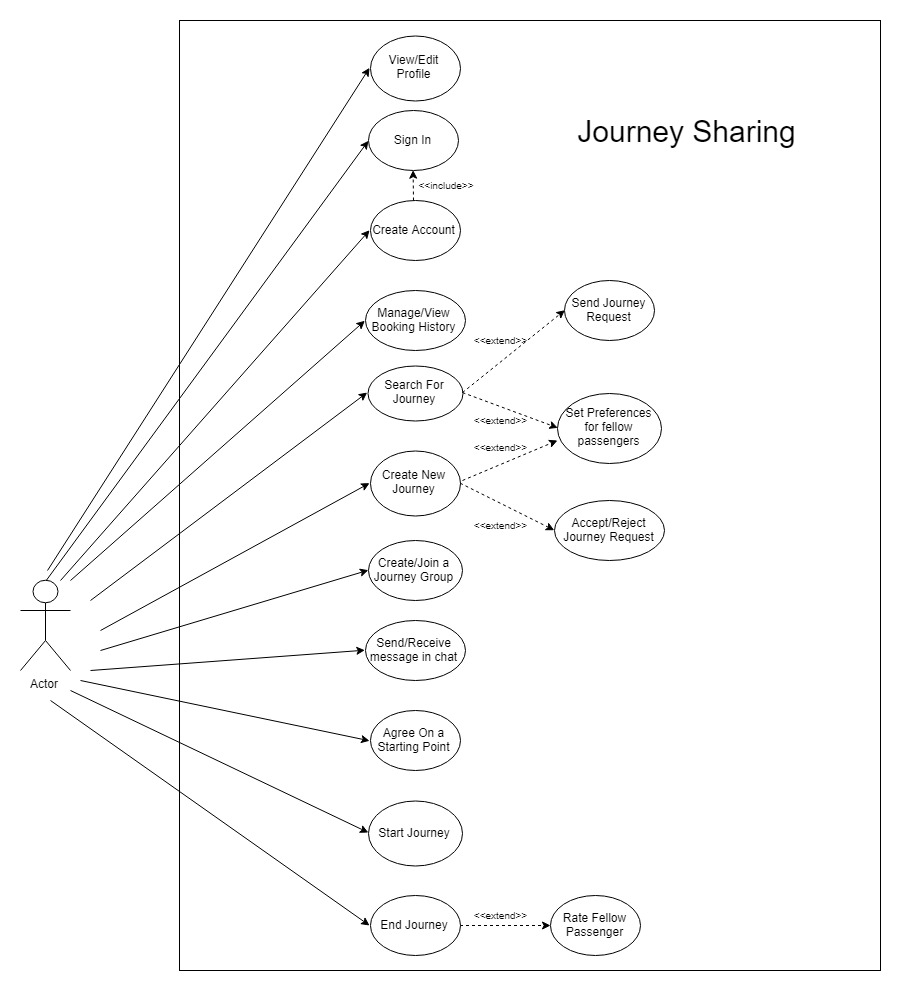 View/Edit
Profile
Journey Sharing
Sign In
<<include>>
Create Account
Send Journey
Request
Manage/View
Booking History
<<extend>>
Search For
Journey
Set Preferences
for fellow
passengers
<<extend>>
<<extend>>
Create New
Journey
<<extend>>
Accept/Reject
Journey Request
Create/Join a
Journey Group
Send/Receive
message in chat
Actor
Agree On a
Starting Point
Start Journey
End Journey
<<extend>>
Rate Fellow
Passenger